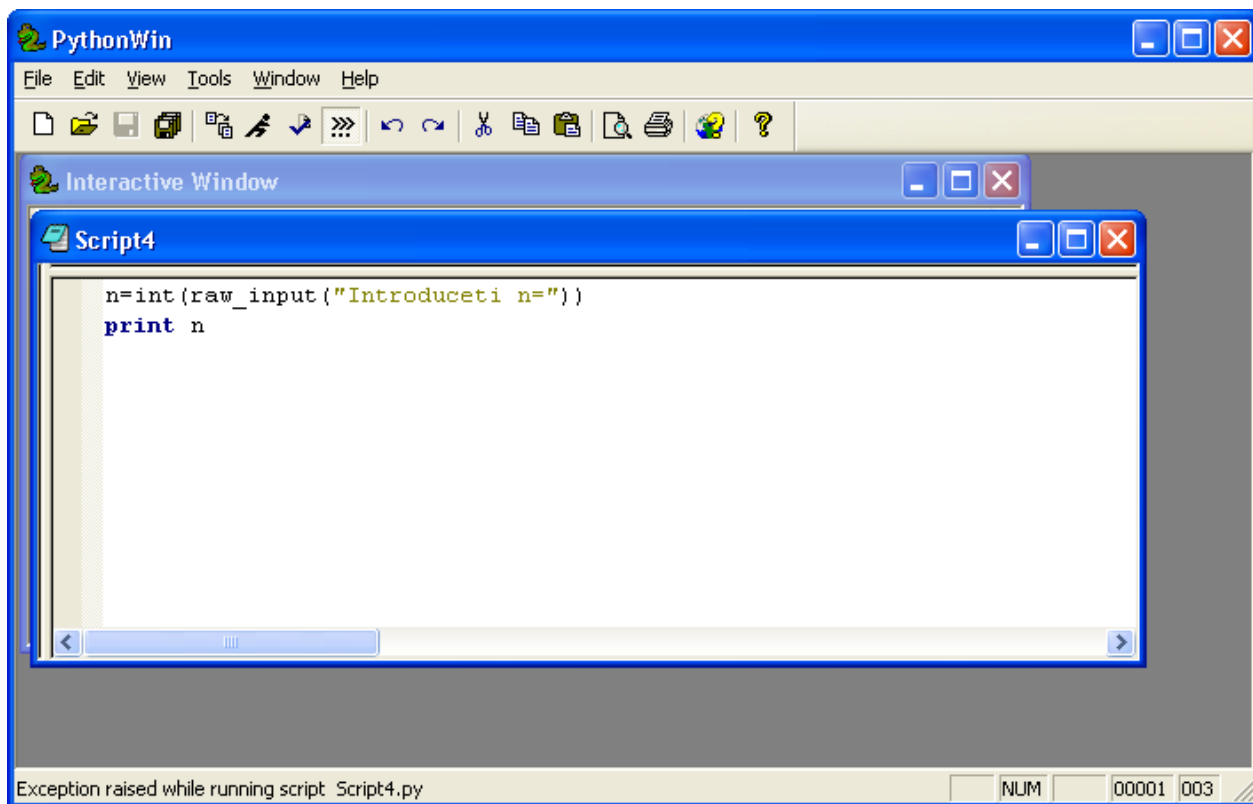 PythonWin
File Edit View Tools Window Help
Interactive Window
Script4
n=int(raw_input("Introduceti n="))
print n
Exception raised while running script Script4.py
NUM
00001
003